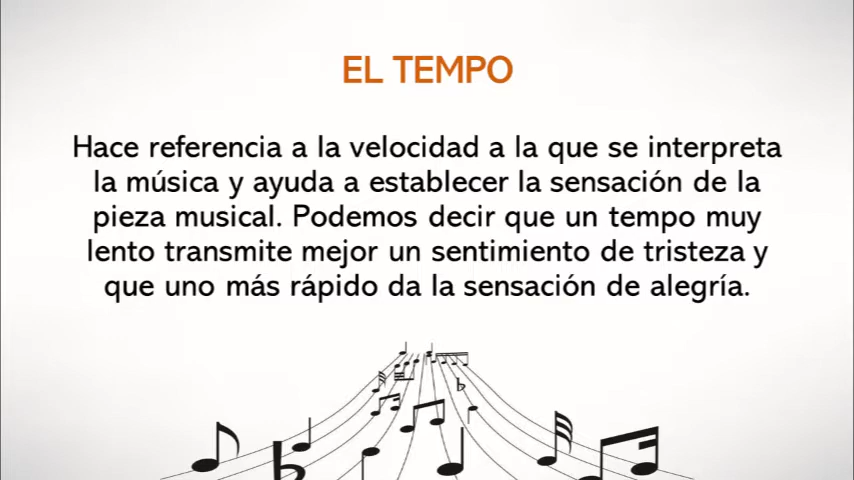 EL TEMPO
Hace referencia a la velocidad a la que se interpreta
la música y ayuda a establecer la sensación de la
pieza musical. Podemos decir que un tempo muy
lento transmite mejor un sentimiento de tristeza y
que uno más rápido da la sensación de alegría.